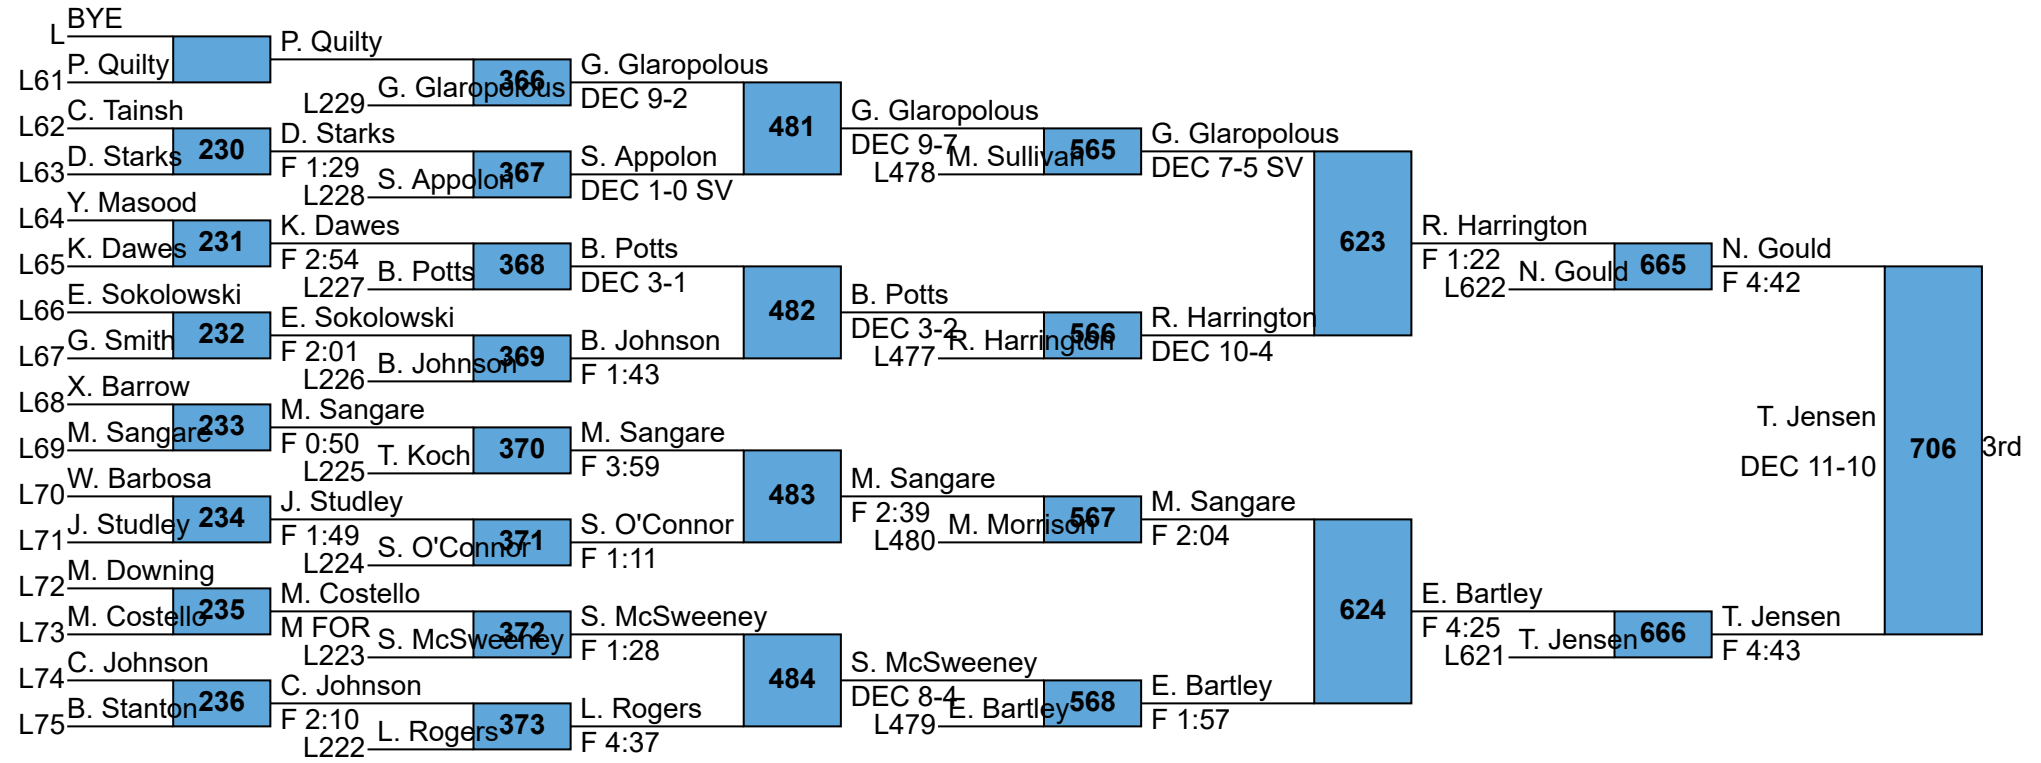 BYE
L
P. Quilty
L61
P. Quilty
G. Glaropolous
L229
366
G. Glaropolous
DEC 9-2
C. Tainsh
L62
D. Starks
L63
230
D. Starks
F 1:29
S. Appolon
L228
367
S. Appolon
DEC 1-0 SV
481
G. Glaropolous
DEC 9-7
M. Sullivan
L478
565
G. Glaropolous
DEC 7-5 SV
Y. Masood
L64
K. Dawes
L65
231
K. Dawes
F 2:54
B. Potts
L227
368
B. Potts
DEC 3-1
E. Sokolowski
L66
G. Smith
L67
232
E. Sokolowski
F 2:01
B. Johnson
L226
369
B. Johnson
F 1:43
482
B. Potts
DEC 3-2
R. Harrington
L477
566
R. Harrington
DEC 10-4
623
R. Harrington
F 1:22
N. Gould
L622
665
N. Gould
F 4:42
X. Barrow
L68
M. Sangare
L69
233
M. Sangare
F 0:50
T. Koch
L225
370
M. Sangare
F 3:59
W. Barbosa
L70
J. Studley
L71
234
J. Studley
F 1:49
S. O'Connor
L224
371
S. O'Connor
F 1:11
483
M. Sangare
F 2:39
M. Morrison
L480
567
M. Sangare
F 2:04
M. Downing
L72
M. Costello
L73
235
M. Costello
M FOR
S. McSweeney
L223
372
S. McSweeney
F 1:28
C. Johnson
L74
B. Stanton
L75
236
C. Johnson
F 2:10
L. Rogers
L222
373
L. Rogers
F 4:37
484
S. McSweeney
DEC 8-4
E. Bartley
L479
568
E. Bartley
F 1:57
624
E. Bartley
F 4:25
T. Jensen
L621
666
T. Jensen
F 4:43
T. Jensen
DEC 11-10
706
3rd